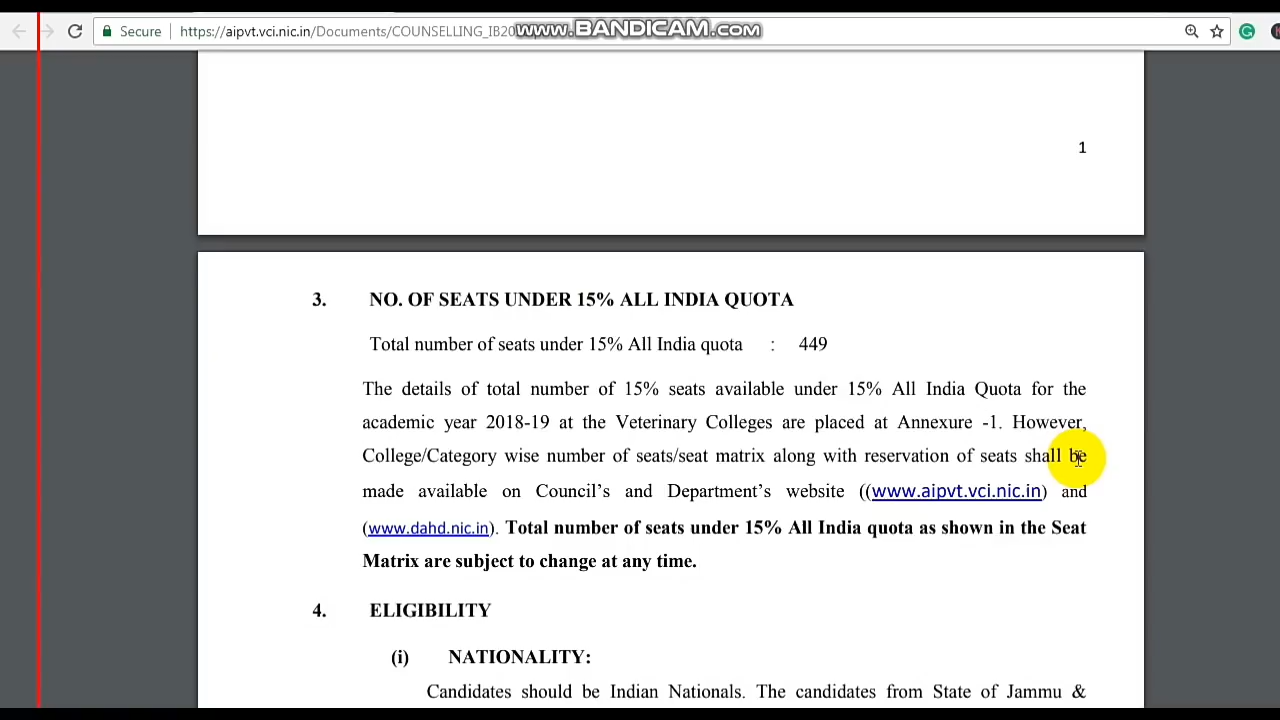 Secure https://aipvt.vci.nic.in/Documents/COUNSELLING_IB20
www.BANDICAM.com
1
3. NO. OF SEATS UNDER 15% ALL INDIA QUOTA
Total number of seats under 15% All India quota : 449
The details of total number of 15% seats available under 15% All India Quota for the
academic year 2018-19 at the Veterinary Colleges are placed at Annexure -1. However,
College/Category wise number of seats/seat matrix along with reservation of seats shall be
made available on Council’s and Department’s website ((www.aipvt.vci.nic.in) and
(www.dahd.nic.in). Total number of seats under 15% All India quota as shown in the Seat
Matrix are subject to change at any time.
4. ELIGIBILITY
(i) NATIONALITY:
Candidates should be Indian Nationals. The candidates from State of Jammu &